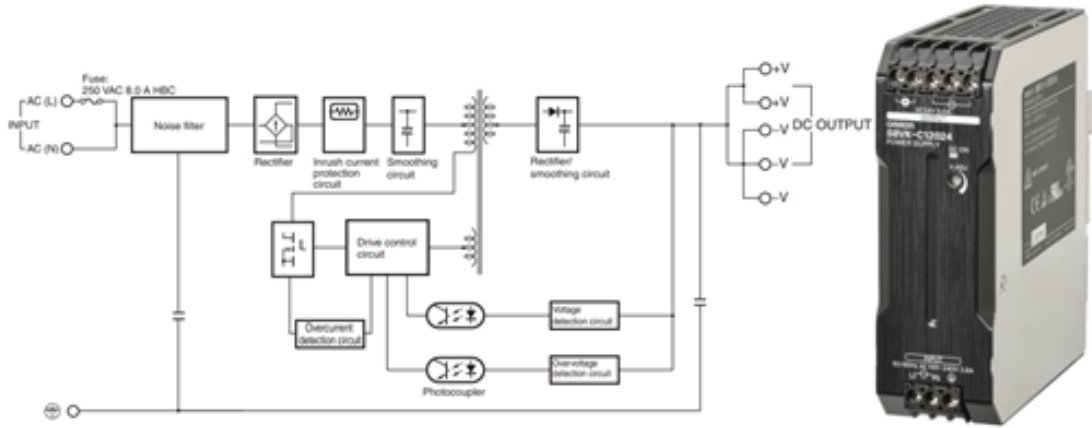 Fuse:
250 VAC 8.0 A HBC
AC (L)
INPUT
AC (N)
Noise filter
Rectifier
Inrush current
protection
circuit
Smoothing
circuit
Rectifier/
smoothing circuit
+V
+V
-V
DC OUTPUT
-V
-V
Drive control
circuit
Overcurrent
detection circuit
Voltage
detection circuit
Overvoltage
detection circuit
Photocoupler
OMRON
S8VK-C12024
POWER SUPPLY
INPUT